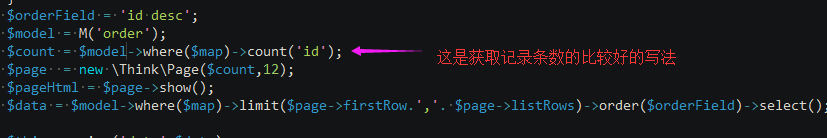 $orderField = 'id desc';
$model = M('order');
$count = $model->where($map)->count('id');
这是获取记录条数的比较好的写法
$page = new \Think\Page($count,12);
$pageHtml = $page->show();
$data = $model->where($map)->limit($page->firstRow.','. $page->listRows)->order($orderField)->select();